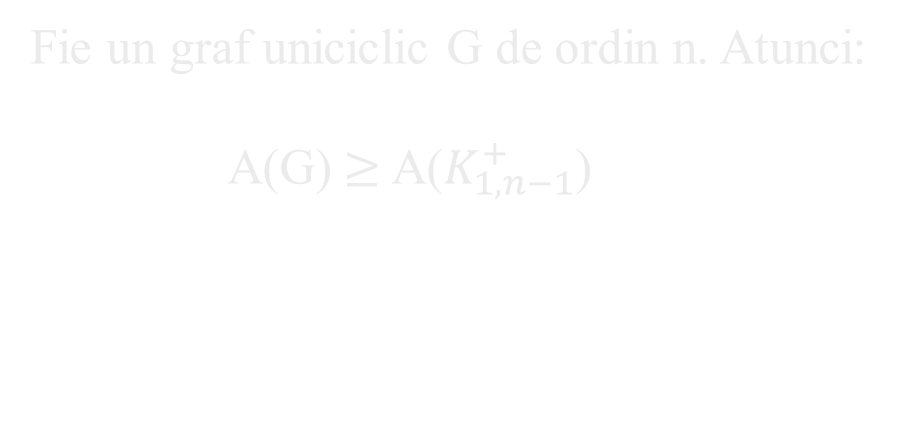 Fie un graf uniciclic G de ordin n. Atunci:
A(G) ≥ A(K⁺₁,ₙ₋₁)